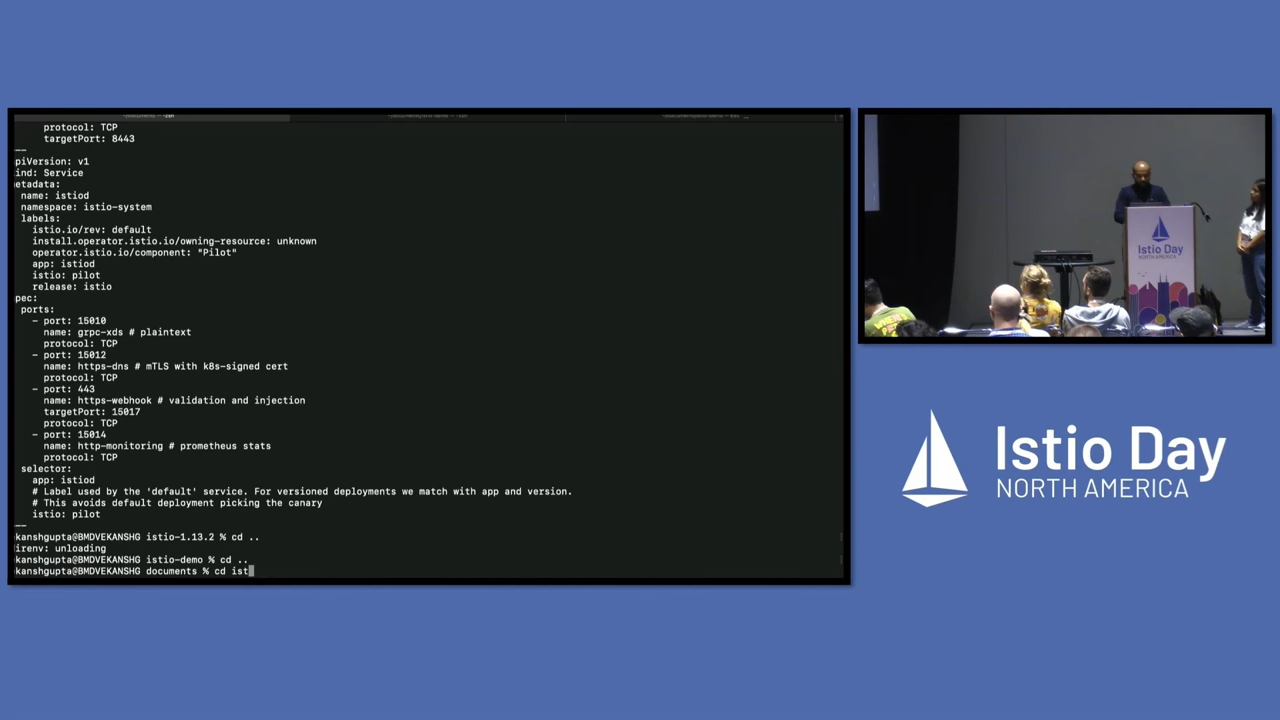 protocol: TCP
targetPort: 8443
piVersion: v1
ind: Service
etadata:
name: istiod
namespace: istio-system
labels:
istio.io/rev: default
install.operator.istio.io/owning-resource: unknown
operator.istio.io/component: "Pilot"
app: istiod
istio: pilot
release: istio
pec:
ports:
- port: 15010
name: grpc-xds # plaintext
protocol: TCP
- port: 15012
name: https-dns # mTLS with k8s-signed cert
protocol: TCP
- port: 443
name: https-webhook # validation and injection
targetPort: 15017
protocol: TCP
- port: 15014
name: http-monitoring # prometheus stats
protocol: TCP
selector:
app: istiod
# Label used by the 'default' service. For versioned deployments we match with app and version.
# This avoids default deployment picking the canary
istio: pilot
kanshgupta@BMDVEKANSHG istio-1.13.2 % cd ..
irenv: unloading
kanshgupta@BMDVEKANSHG istio-demo % cd ..
kanshgupta@BMDVEKANSHG documents % cd ist
Istio Day
NORTH AMERICA
Istio Day
NORTH AMERICA